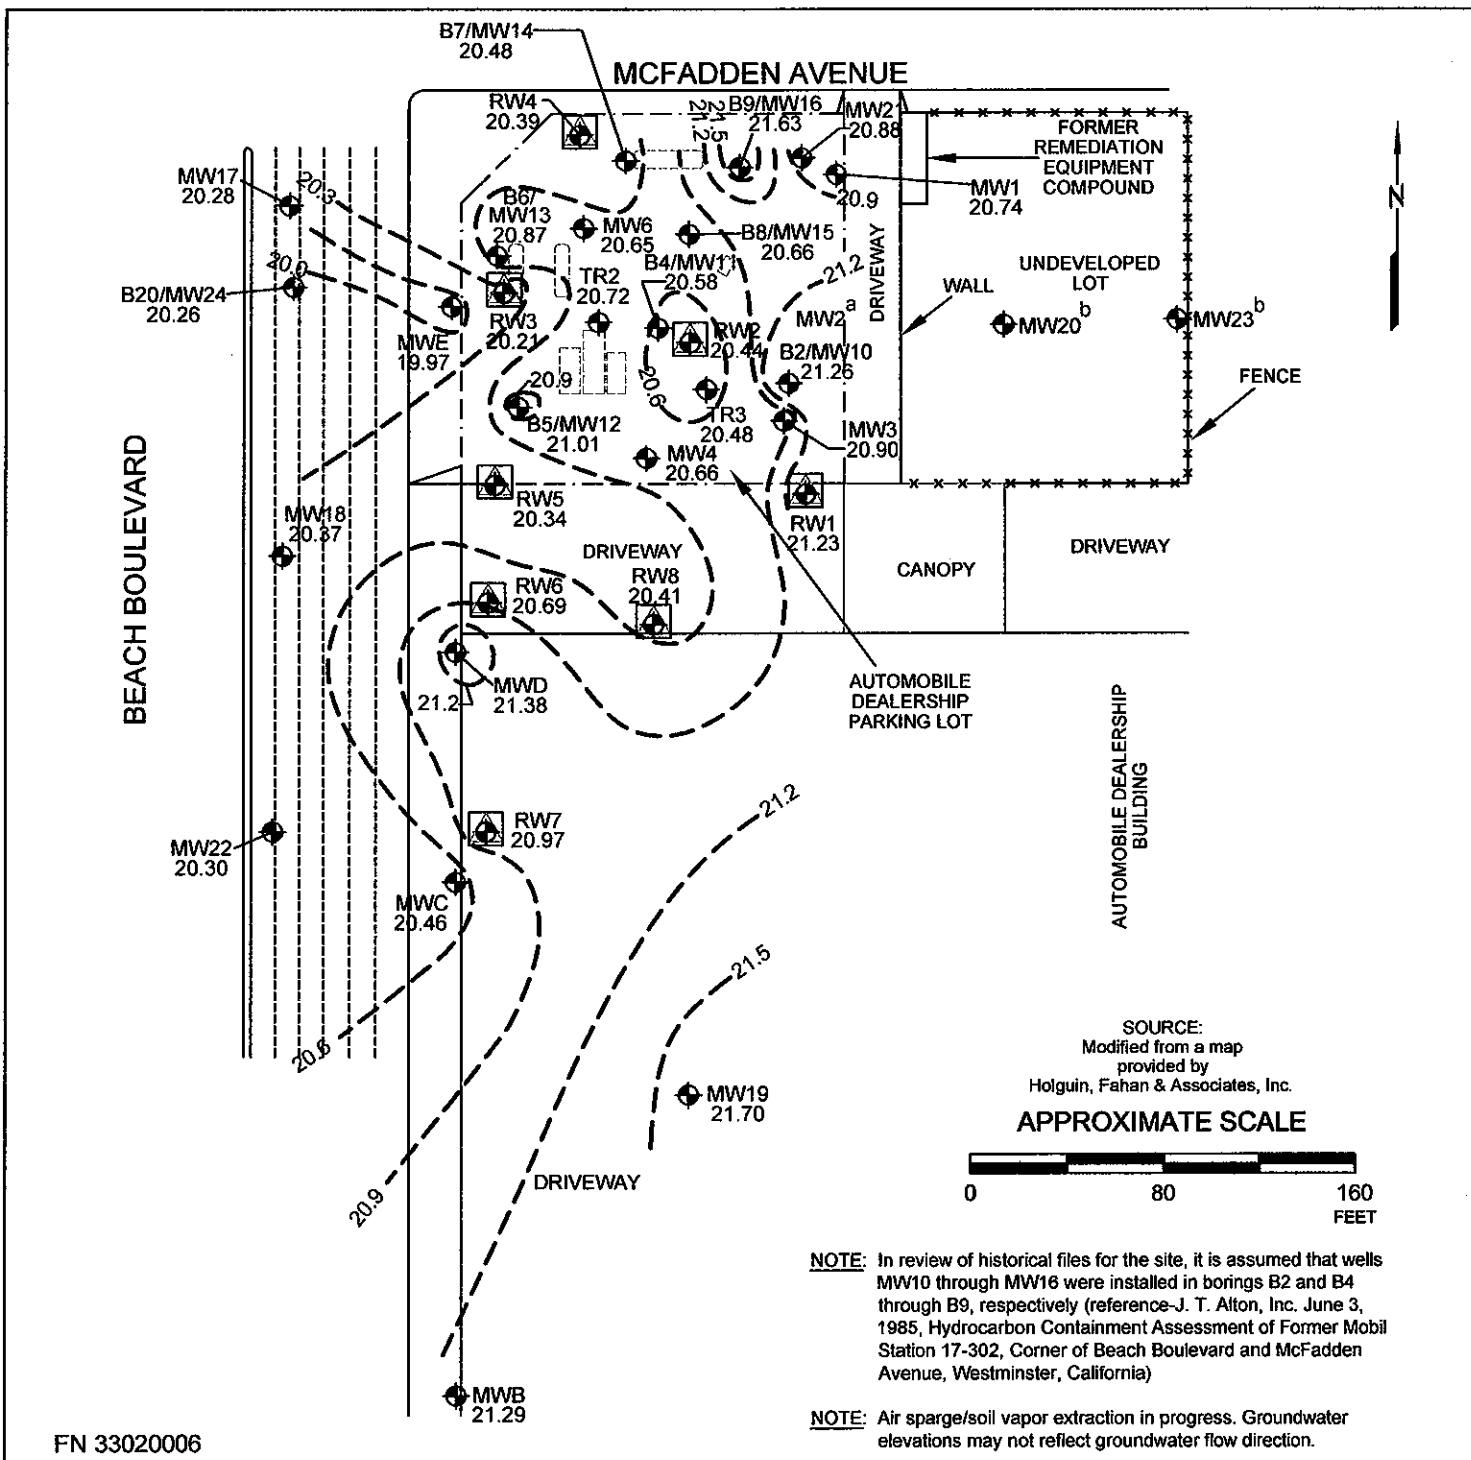 B7/MW14
20.48
MCFADDEN AVENUE
RW4
20.39
21.2
21.5
B9/MW16
21.63
MW21
20.88
FORMER
REMEDIATION
EQUIPMENT
COMPOUND
MW1
20.74
20.9
MW17
20.28
20.3
B6/
MW13
20.87
MW6
20.65
B8/MW15
20.66
N
20.0
B20/MW24
20.26
TR2
20.72
B4/MW11
20.58
21.2
DRIVEWAY
WALL
UNDEVELOPED
LOT
MW2 a
MW20 b
MW23 b
MWE
19.97
RW3
20.21
RW2
20.44
B2/MW10
21.26
FENCE
20.9
20.6
B5/MW12
21.01
TR3
20.48
MW3
20.90
BEACH BOULEVARD
MW4
20.66
RW5
20.34
RW1
21.23
MW18
20.37
DRIVEWAY
CANOPY
DRIVEWAY
RW6
20.69
RW8
20.41
MWD
21.38
21.2
AUTOMOBILE
DEALERSHIP
PARKING LOT
AUTOMOBILE DEALERSHIP
BUILDING
21.2
RW7
20.97
MW22
20.30
MWC
20.46
21.5
20.6
MW19
21.70
SOURCE:
Modified from a map
provided by
Holguin, Fahan & Associates, Inc.
APPROXIMATE SCALE
0 80 160
FEET
DRIVEWAY
20.9
NOTE: In review of historical files for the site, it is assumed that wells
MW10 through MW16 were installed in borings B2 and B4
through B9, respectively (reference-J. T. Alton, Inc. June 3,
1985, Hydrocarbon Containment Assessment of Former Mobil
Station 17-302, Corner of Beach Boulevard and McFadden
Avenue, Westminster, California)
MWB
21.29
NOTE: Air sparge/soil vapor extraction in progress. Groundwater
elevations may not reflect groundwater flow direction.
FN 33020006